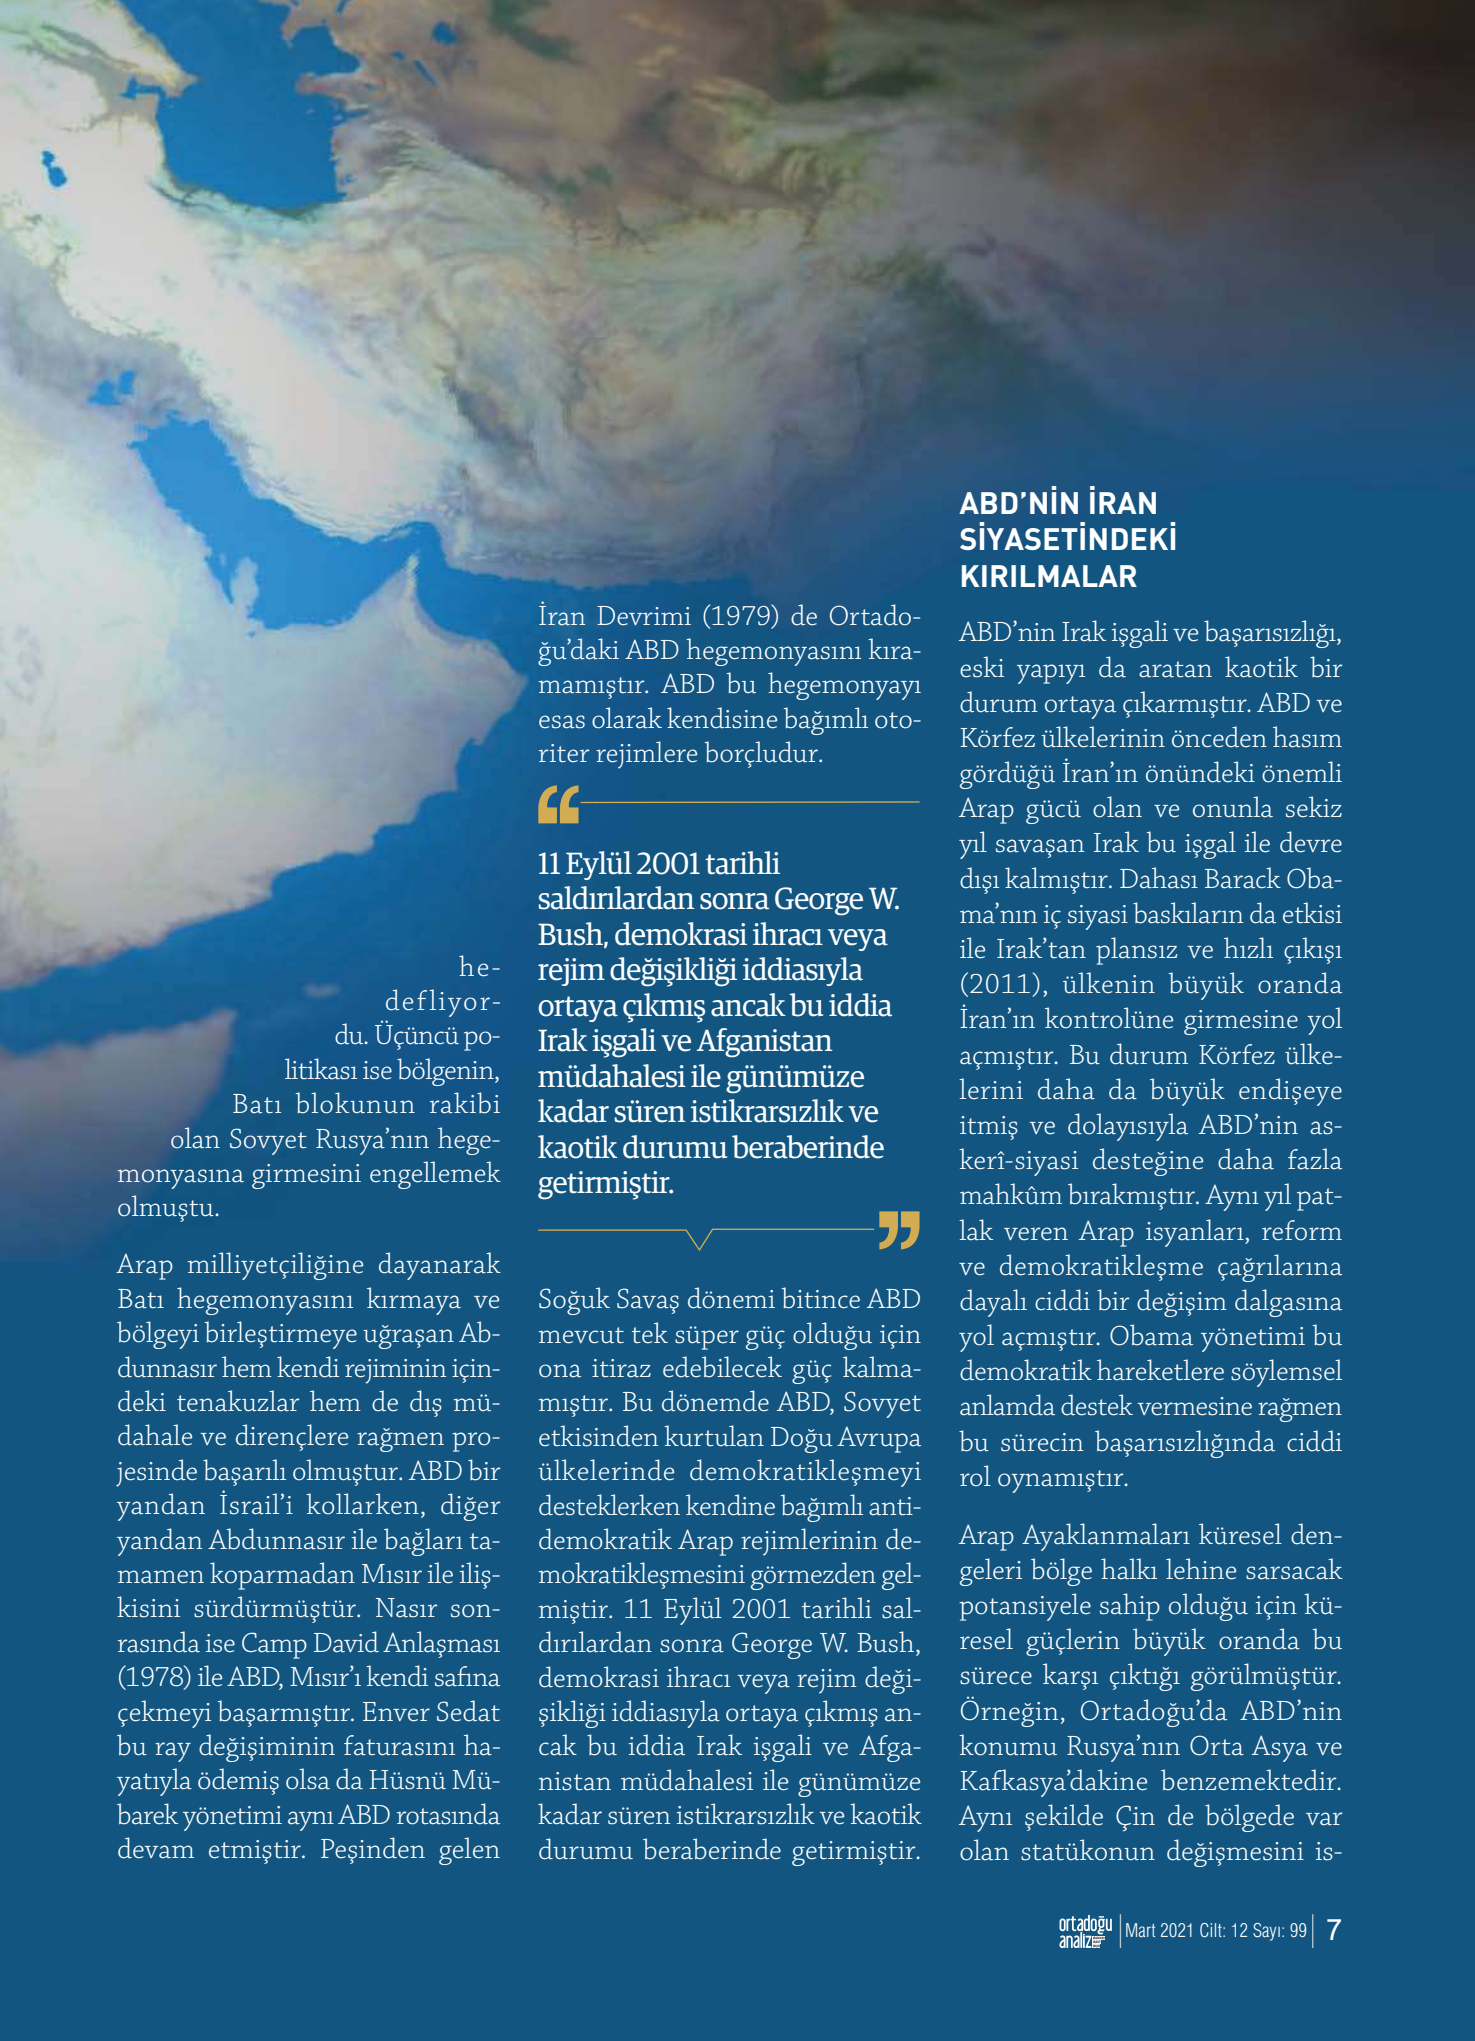 he-
defliyor-
du. Üçüncü po-
litikası ise bölgenin,
Batı blokunun rakibi
olan Sovyet Rusya’nın hege-
monyasına girmesini engellemek
olmuştu.
Arap milliyetçiliğine dayanarak
Batı hegemonyasını kırmaya ve
bölgeyi birleştirmeye uğraşan Ab-
dunnasır hem kendi rejiminin için-
deki tenakuzlar hem de dış mü-
dahale ve dirençlere rağmen pro-
jesinde başarılı olmuştur. ABD bir
yandan İsrail’i kollarken, diğer
yandan Abdunnasır ile bağları ta-
mamen koparmadan Mısır ile iliş-
kisini sürdürmüştür. Nasır son-
rasında ise Camp David Anlaşması
(1978) ile ABD, Mısır’ı kendi safına
çekmeyi başarmıştır. Enver Sedat
bu ray değişiminin faturasını ha-
yatıyla ödemiş olsa da Hüsnü Mü-
barek yönetimi aynı ABD rotasında
devam etmiştir. Peşinden gelen
İran Devrimi (1979) de Ortado-
ğu’daki ABD hegemonyasını kıra-
mamıştır. ABD bu hegemonyayı
esas olarak kendisine bağımlı oto-
riter rejimlere borçludur.
“
11 Eylül 2001 tarihli
saldırılardan sonra George W.
Bush, demokrasi ihracı veya
rejim değişikliği iddiasıyla
ortaya çıkmış ancak bu iddia
Irak işgali ve Afganistan
müdahalesi ile günümüze
kadar süren istikrarsızlık ve
kaotik durumu beraberinde
getirmiştir.
”
Soğuk Savaş dönemi bitince ABD
mevcut tek süper güç olduğu için
ona itiraz edebilecek güç kalma-
mıştır. Bu dönemde ABD, Sovyet
etkisinden kurtulan Doğu Avrupa
ülkelerinde demokratikleşmeyi
desteklerken kendine bağımlı anti-
demokratik Arap rejimlerinin de-
mokratikleşmesini görmezden gel-
miştir. 11 Eylül 2001 tarihli sal-
dırılardan sonra George W. Bush,
demokrasi ihracı veya rejim deği-
şikliği iddiasıyla ortaya çıkmış an-
cak bu iddia Irak işgali ve Afga-
nistan müdahalesi ile günümüze
kadar süren istikrarsızlık ve kaotik
durumu beraberinde getirmiştir.
ABD’NİN İRAN
SİYASETİNDEKİ
KIRILMALAR
ABD’nin Irak işgali ve başarısızlığı,
eski yapıyı da aratan kaotik bir
durum ortaya çıkarmıştır. ABD ve
Körfez ülkelerinin önceden hasım
gördüğü İran’ın önündeki önemli
Arap gücü olan ve onunla sekiz
yıl savaşan Irak bu işgal ile devre
dışı kalmıştır. Dahası Barack Oba-
ma’nın iç siyasi baskıların da etkisi
ile Irak’tan plansız ve hızlı çıkışı
(2011), ülkenin büyük oranda
İran’ın kontrolüne girmesine yol
açmıştır. Bu durum Körfez ülke-
lerini daha da büyük endişeye
itmiş ve dolayısıyla ABD’nin as-
kerî-siyasi desteğine daha fazla
mahkûm bırakmıştır. Aynı yıl pat-
lak veren Arap isyanları, reform
ve demokratikleşme çağrılarına
dayalı ciddi bir değişim dalgasına
yol açmıştır. Obama yönetimi bu
demokratik hareketlere söylemsel
anlamda destek vermesine rağmen
bu sürecin başarısızlığında ciddi
rol oynamıştır.
Arap Ayaklanmaları küresel den-
geleri bölge halkı lehine sarsacak
potansiyele sahip olduğu için kü-
resel güçlerin büyük oranda bu
sürece karşı çıktığı görülmüştür.
Örneğin, Ortadoğu’da ABD’nin
konumu Rusya’nın Orta Asya ve
Kafkasya’dakine benzemektedir.
Aynı şekilde Çin de bölgede var
olan statükonun değişmesini is-
ortadoğu
analiz
Mart 2021 Cilt: 12 Sayı: 99
7